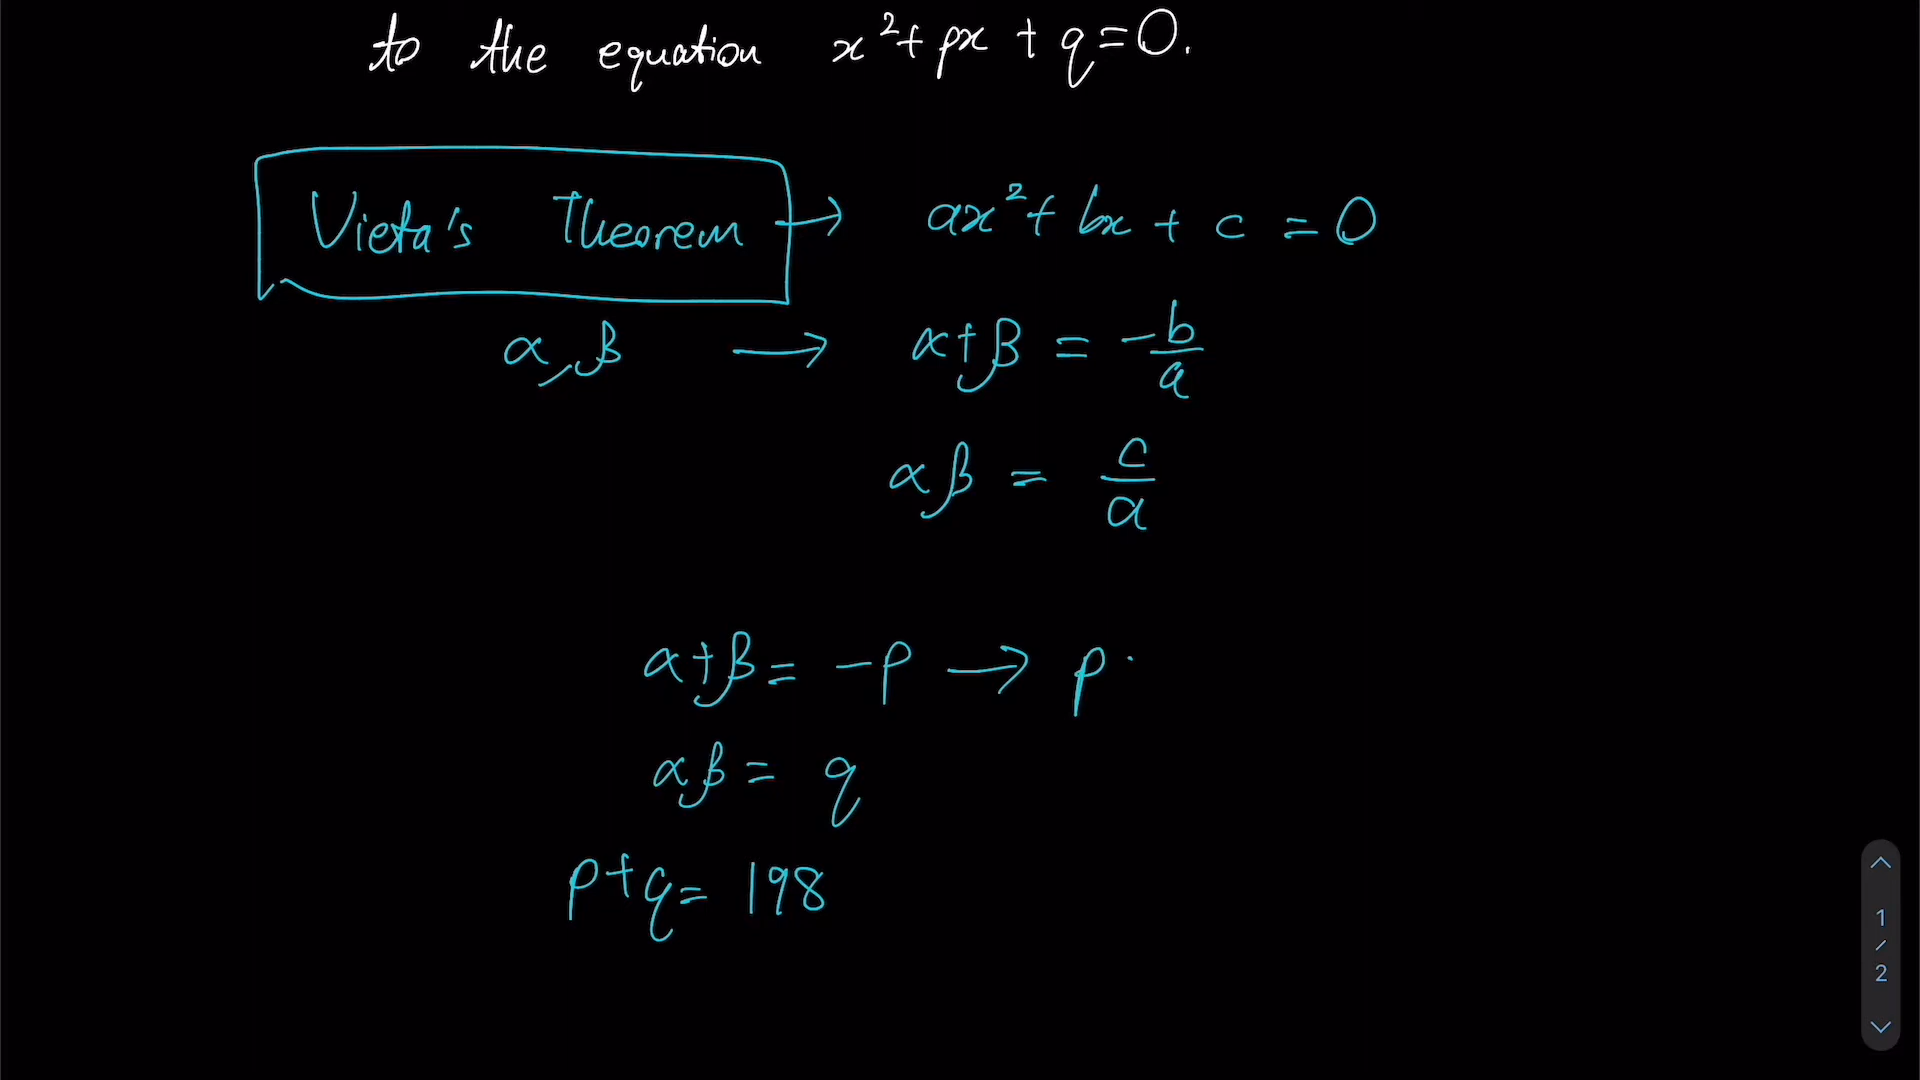 to the equation x²+ px + q=0.
Vieta's Theorem → ax²+ bx + c = 0
α,β → α+β = -b/a
αβ = c/a
α+β= -p → p
αβ= q
p+q= 198
1
/
2